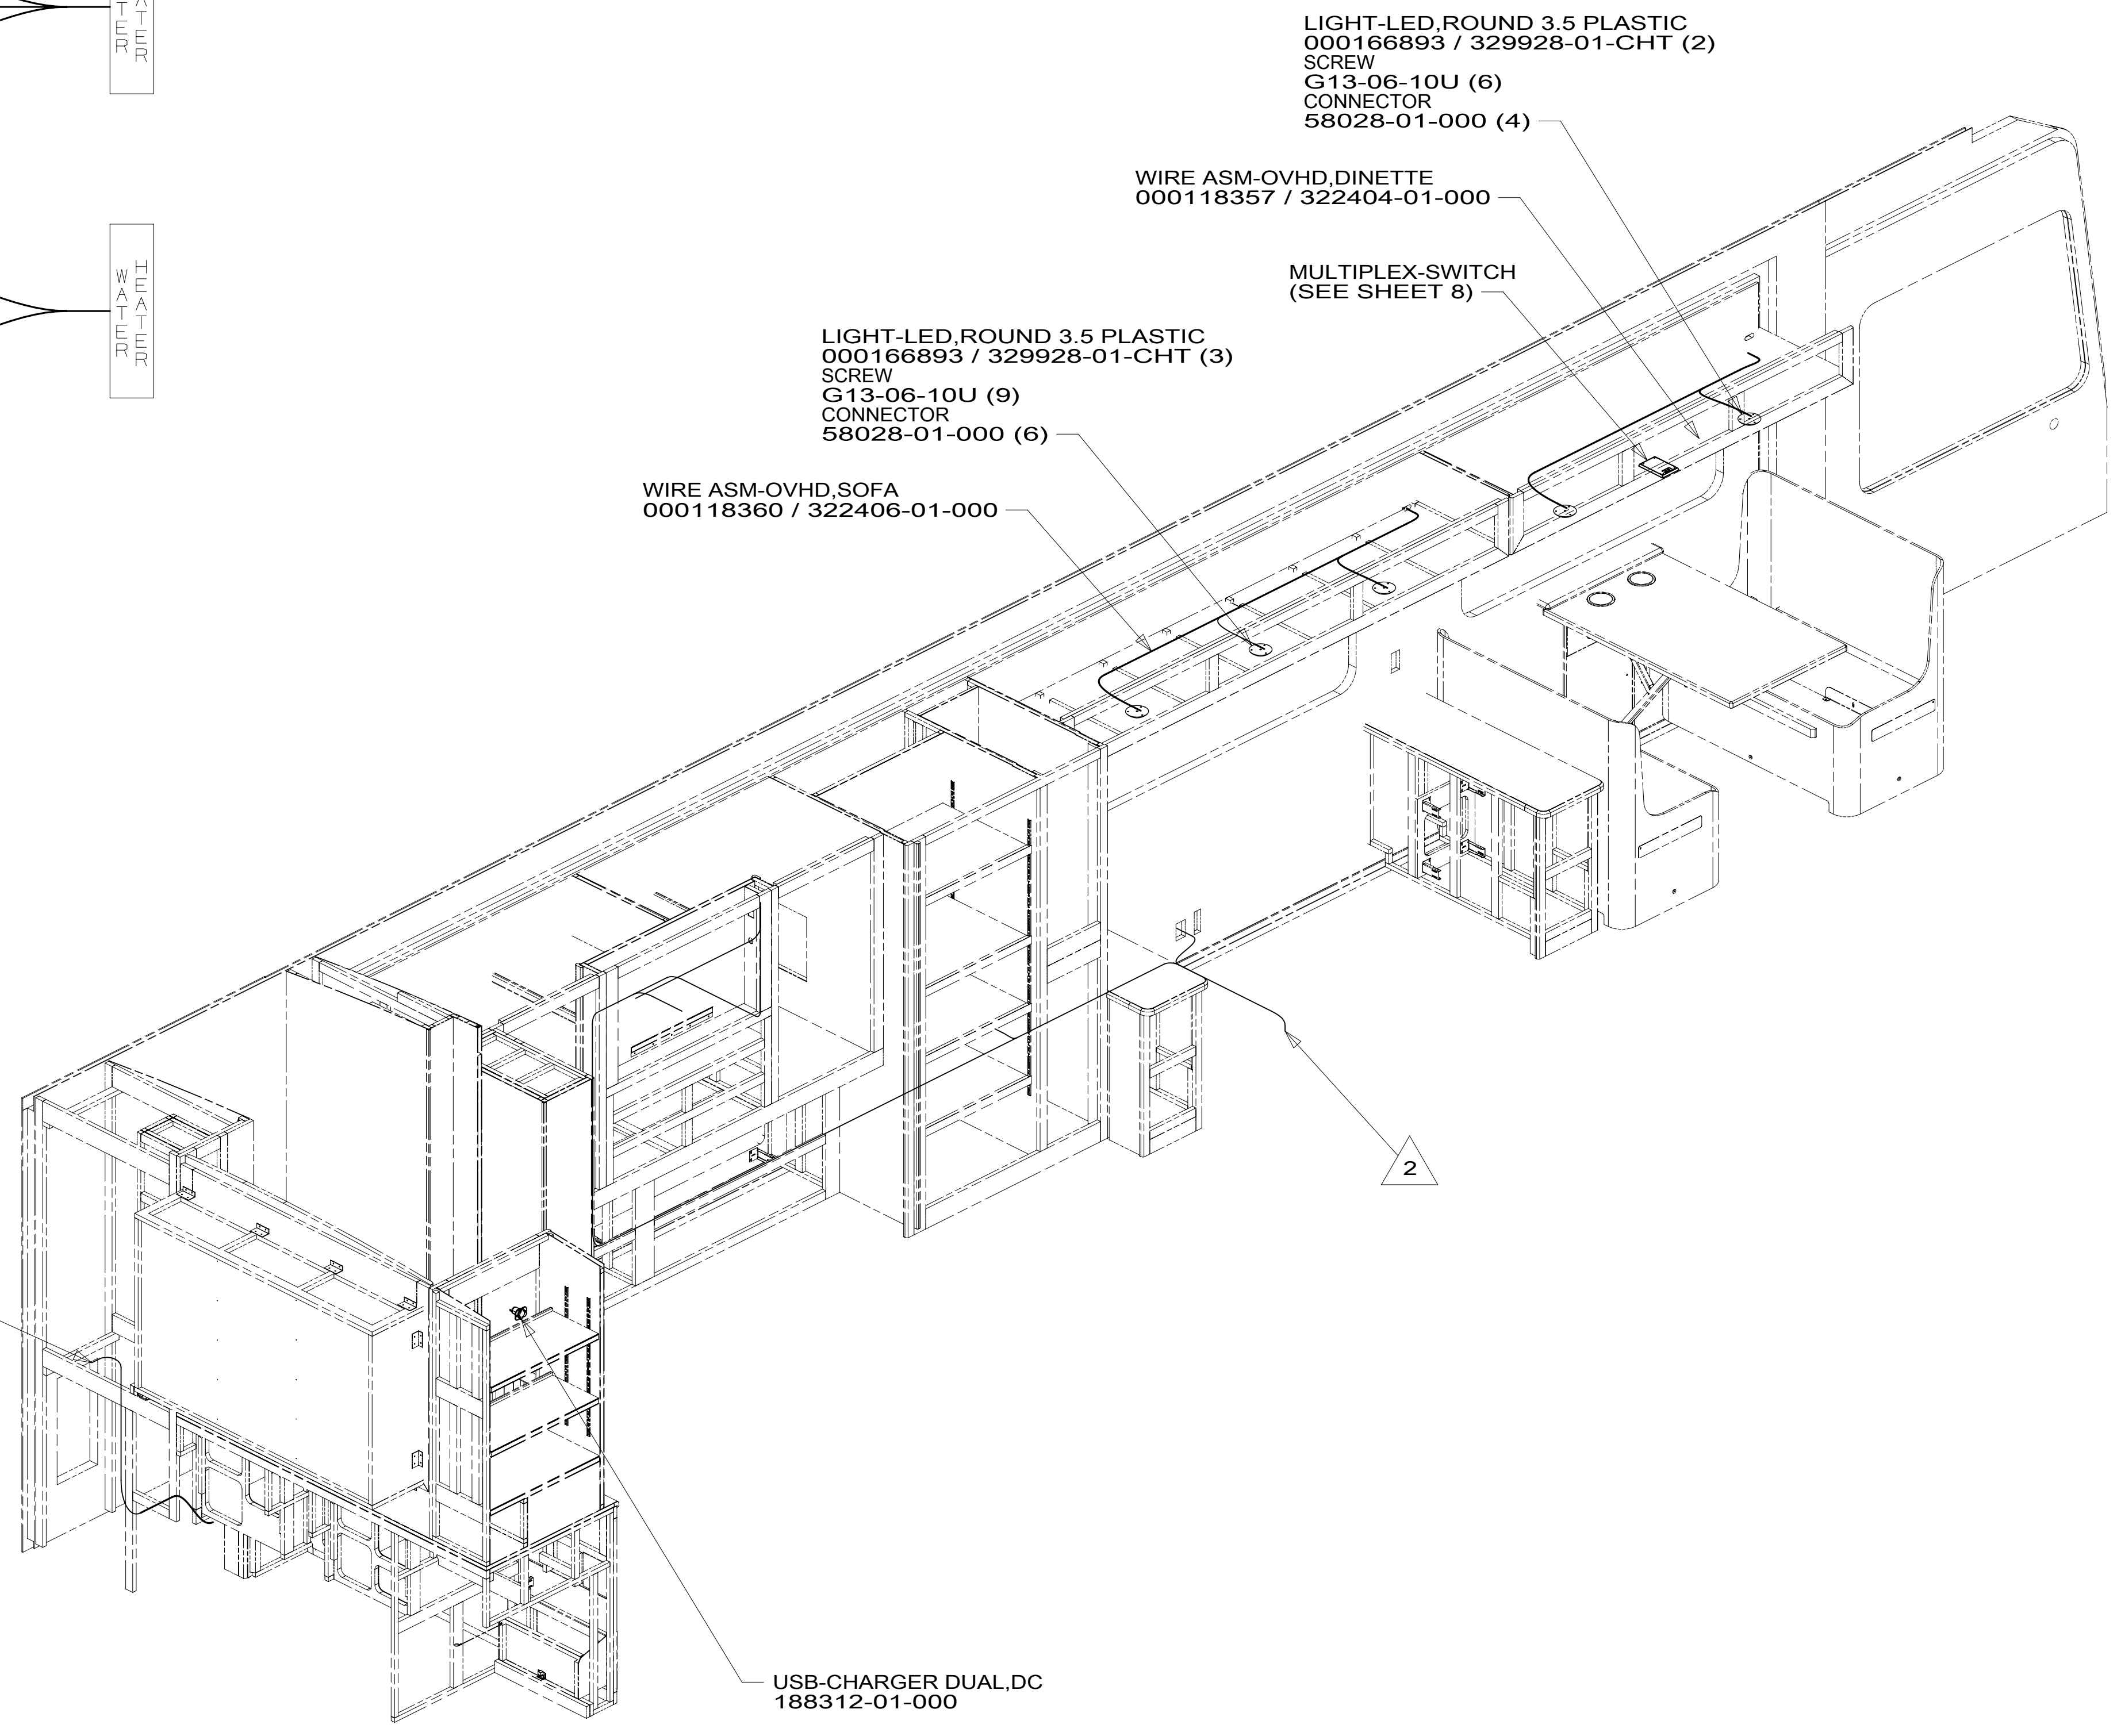 WATER
HEATER
WATER
HEATER
LIGHT-LED,ROUND 3.5 PLASTIC
000166893 / 329928-01-CHT (2)
SCREW
G13-06-10U (6)
CONNECTOR
58028-01-000 (4)
WIRE ASM-OVHD,DINETTE
000118357 / 322404-01-000
MULTIPLEX-SWITCH
(SEE SHEET 8)
LIGHT-LED,ROUND 3.5 PLASTIC
000166893 / 329928-01-CHT (3)
SCREW
G13-06-10U (9)
CONNECTOR
58028-01-000 (6)
WIRE ASM-OVHD,SOFA
000118360 / 322406-01-000
2
USB-CHARGER DUAL,DC
188312-01-000